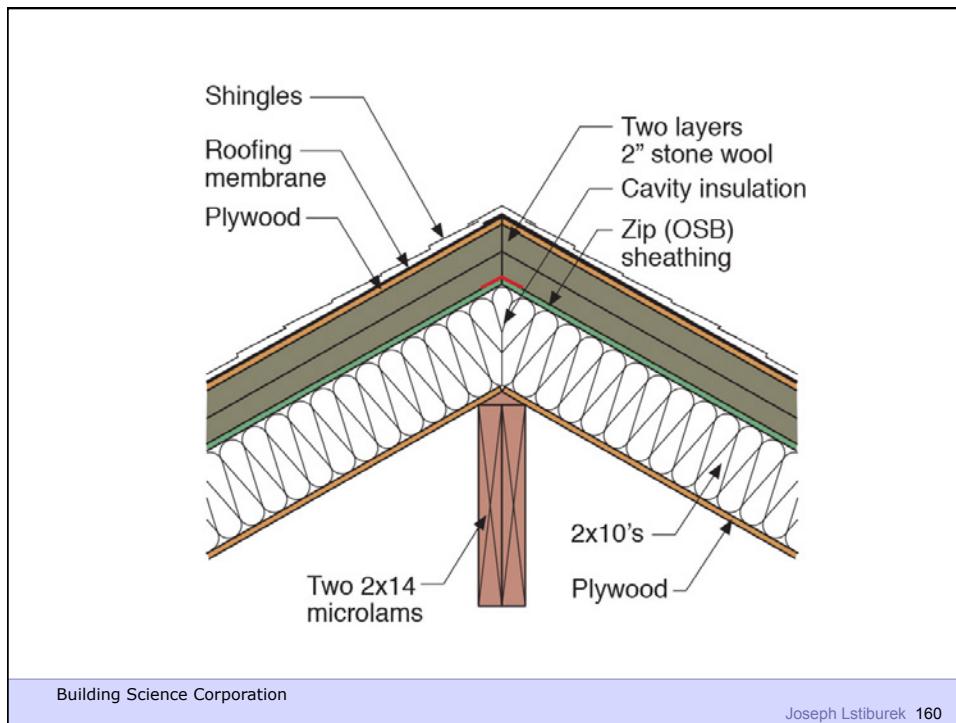 Shingles
Roofing
membrane
Plywood
Two layers
2” stone wool
Cavity insulation
Zip (OSB)
sheathing
2x10’s
Plywood
Two 2x14
microlams
Building Science Corporation
Joseph Lstiburek 160